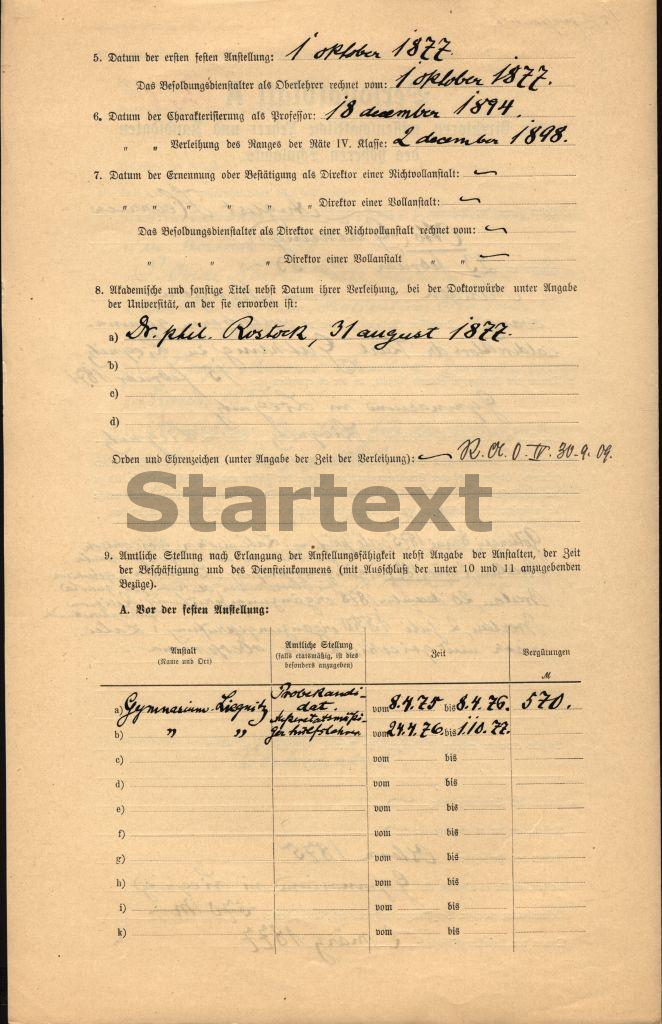 5. Datum der ersten festen Anstellung: 1 oktober 1877.
Das Besoldungsdienstalter als Oberlehrer rechnet vom: 1 oktober 1877.
6. Datum der Charakterisierung als Professor: 18 december 1894.
„ „ Verleihung des Ranges der Räte IV. Klasse: 2 december 1898.
7. Datum der Ernennung oder Bestätigung als Direktor einer Nichtvollanstalt: —
„ „ „ „ „ „ Direktor einer Vollanstalt: —
Das Besoldungsdienstalter als Direktor einer Nichtvollanstalt rechnet vom: —
„ „ „ Direktor einer Vollanstalt „ „ —
8. Akademische und sonstige Titel nebst Datum ihrer Verleihung, bei der Doktorwürde unter Angabe
der Universität, an der sie erworben ist:
a) Dr. phil. Rostock, 31 august 1877.
b)
c)
d)
Orden und Ehrenzeichen (unter Angabe der Zeit der Verleihung): — R. A. O. IV. 30.9.09.
Startext
9. Amtliche Stellung nach Erlangung der Anstellungsfähigkeit nebst Angabe der Anstalten, der Zeit
der Beschäftigung und des Diensteinkommens (mit Ausschluß der unter 10 und 11 anzugebenden
Bezüge).
A. Vor der festen Anstellung:
Anstalt
(Name und Ort)
Amtliche Stellung
(falls etatsmäßig, ist dies
besonders anzugeben)
Zeit
Vergütungen
M
a) Gymnasium Liegnitz Probekandi-
dat. vom 8.4.75 bis 8.4.76. 570.
b) „ „ Außeretatsmäßi-
ger hülfslehrer vom 24.4.76. bis 1.10.77.
c) vom bis
d) vom bis
e) vom bis
f) vom bis
g) vom bis
h) vom bis
i) vom bis
k) vom bis